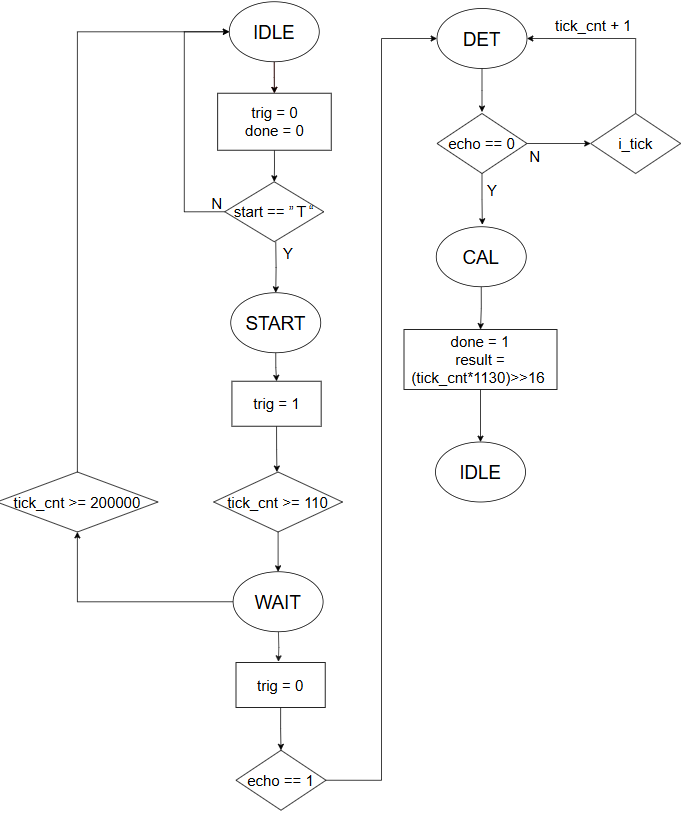 IDLE
trig = 0
done = 0
start == "T"
N
Y
START
trig = 1
tick_cnt >= 110
tick_cnt >= 200000
WAIT
trig = 0
echo == 1
DET
tick_cnt + 1
echo == 0
N
i_tick
Y
CAL
done = 1
result =
(tick_cnt*1130)>>16
IDLE